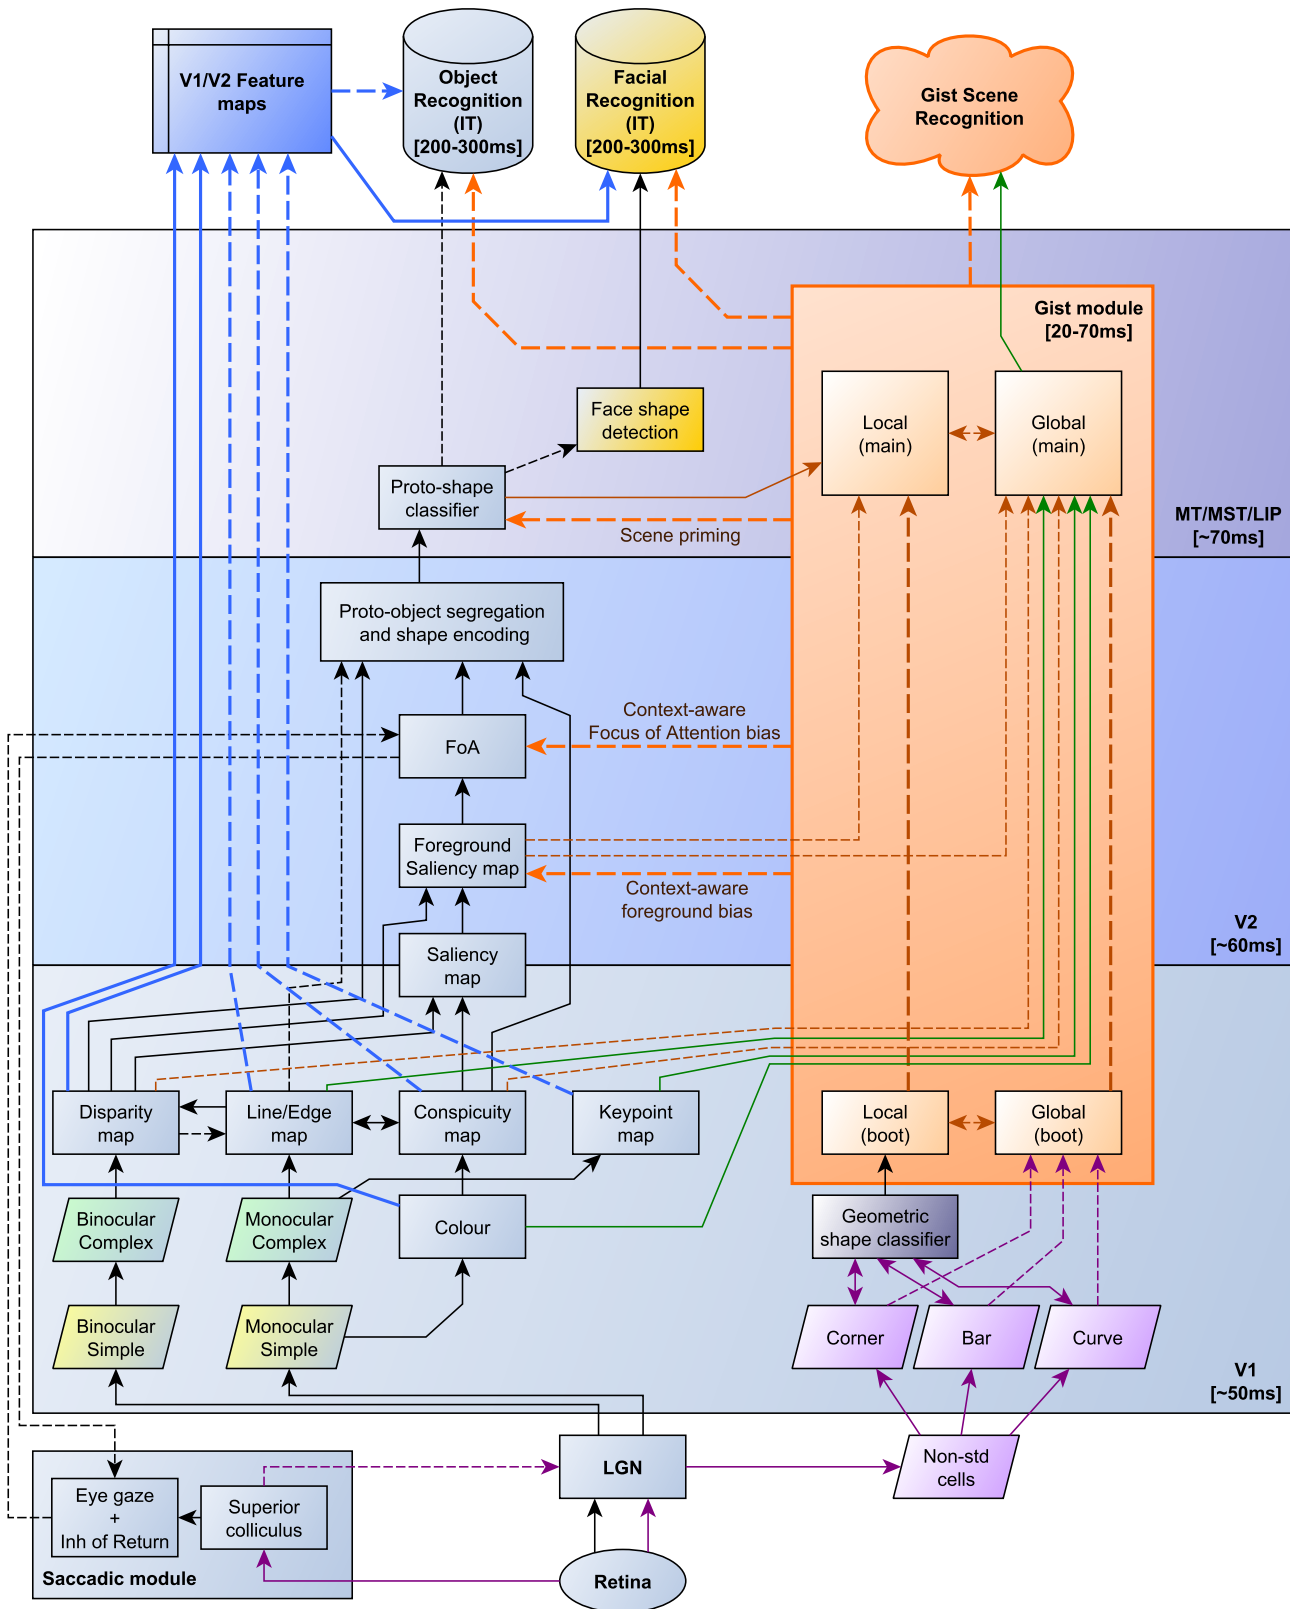 V1/V2 Feature
maps
Object
Recognition
(IT)
[200-300ms]
Facial
Recognition
(IT)
[200-300ms]
Gist Scene
Recognition
Gist module
[20-70ms]
Local
(main)
Global
(main)
Face shape
detection
Proto-shape
classifier
Scene priming
MT/MST/LIP
[~70ms]
Proto-object segregation
and shape encoding
FoA
Context-aware
Focus of Attention bias
Foreground
Saliency map
Context-aware
foreground bias
V2
[~60ms]
Saliency
map
Disparity
map
Line/Edge
map
Conspicuity
map
Keypoint
map
Local
(boot)
Global
(boot)
Binocular
Complex
Monocular
Complex
Colour
Geometric
shape classifier
Binocular
Simple
Monocular
Simple
Corner
Bar
Curve
V1
[~50ms]
LGN
Non-std
cells
Eye gaze
+
Inh of Return
Superior
colliculus
Saccadic module
Retina